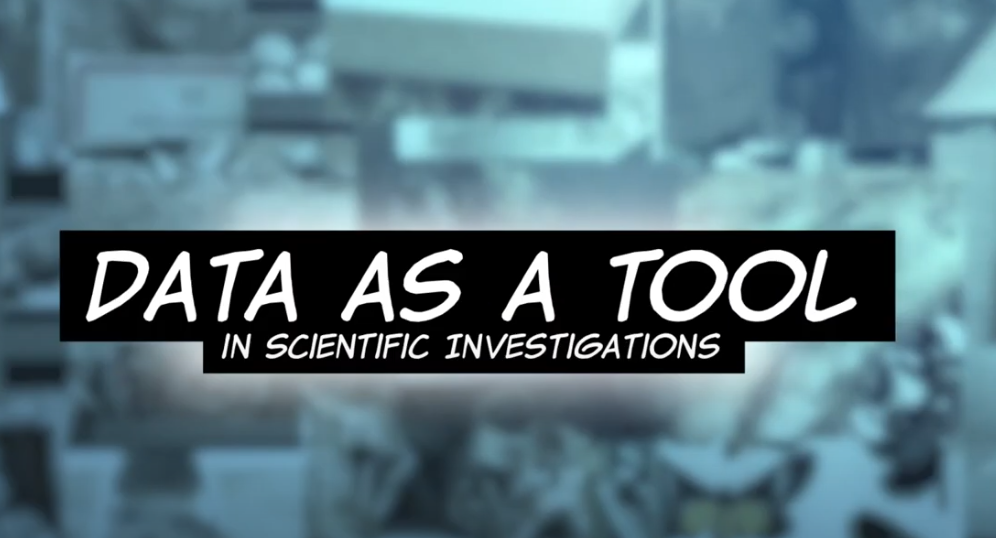 DATA AS A TOOL
IN SCIENTIFIC INVESTIGATIONS